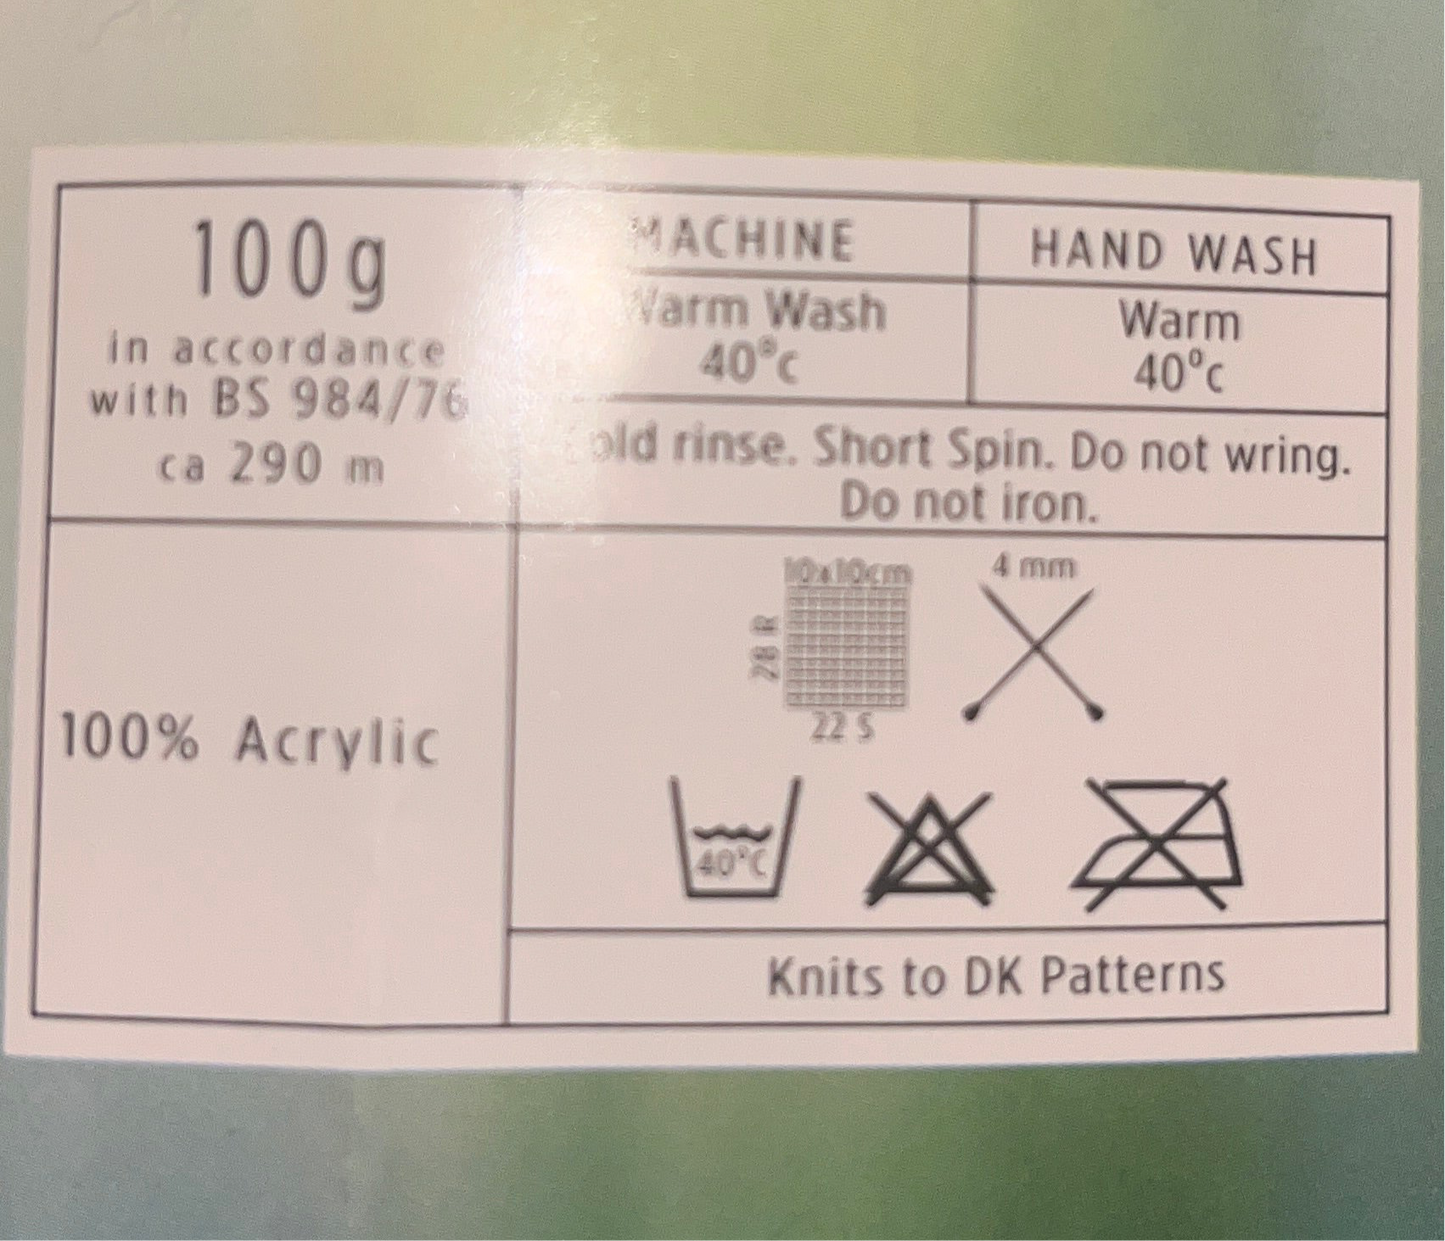 100g
in accordance
with BS 984/76
ca 290 m
MACHINE
HAND WASH
Warm Wash
40°c
Warm
40°c
old rinse. Short Spin. Do not wring.
Do not iron.
10x10cm
28 R
22 S
4 mm
100% Acrylic
40°C
Knits to DK Patterns